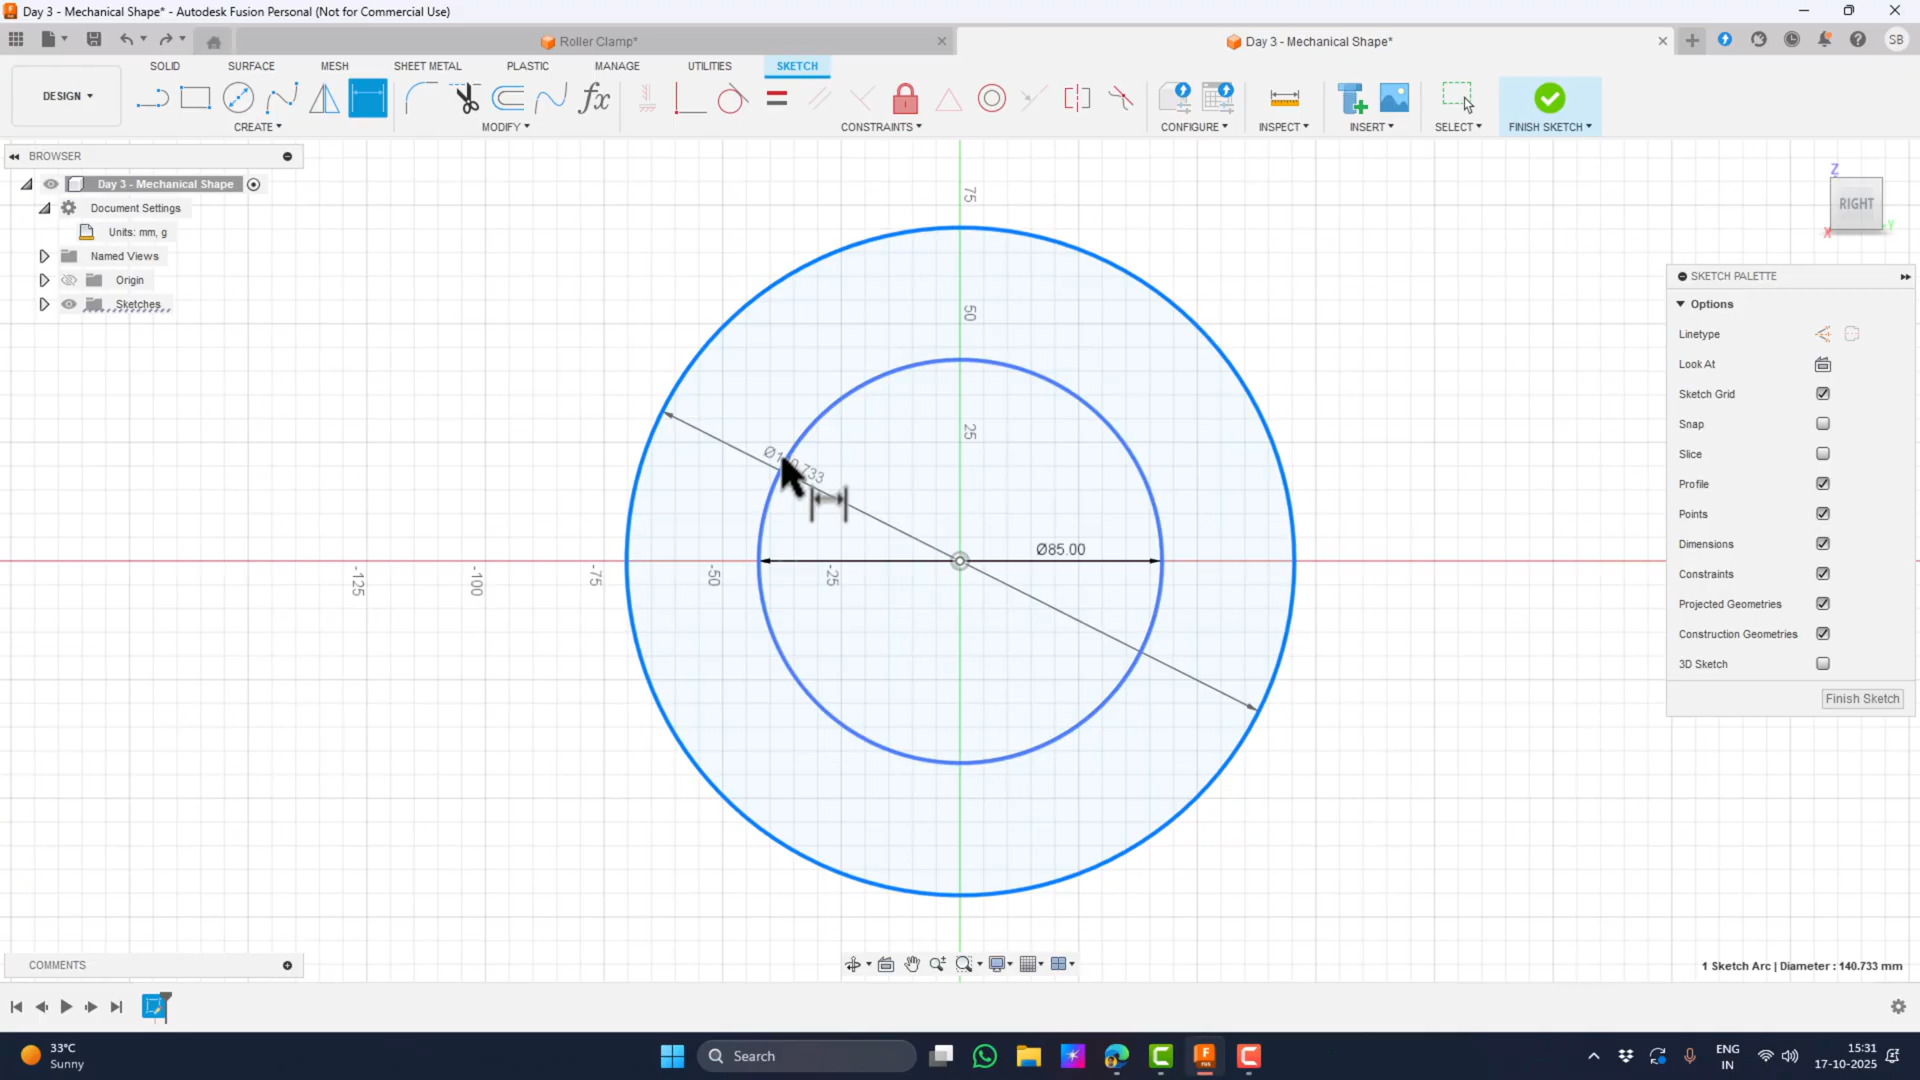 Day 3 - Mechanical Shape* - Autodesk Fusion Personal (Not for Commercial Use)
Roller Clamp*
Day 3 - Mechanical Shape*
SB
DESIGN
SOLID
SURFACE
MESH
SHEET METAL
PLASTIC
MANAGE
UTILITIES
SKETCH
fx
CREATE
MODIFY
CONSTRAINTS
CONFIGURE
INSPECT
INSERT
SELECT
FINISH SKETCH
BROWSER
Day 3 - Mechanical Shape
Document Settings
Units: mm, g
Named Views
Origin
Sketches
75
50
25
-125
-100
-75
-50
-25
Ø85.00
Z
RIGHT
X
Y
SKETCH PALETTE
Options
Linetype
Look At
Sketch Grid
Snap
Slice
Profile
Points
Dimensions
Constraints
Projected Geometries
Construction Geometries
3D Sketch
Finish Sketch
COMMENTS
1 Sketch Arc | Diameter : 140.733 mm
33°C
Sunny
Search
ENG
IN
15:31
17-10-2025